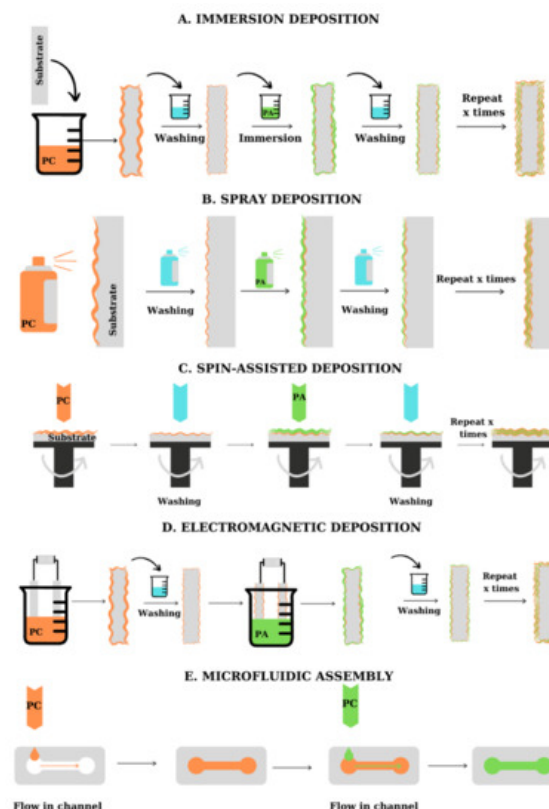 A. IMMERSION DEPOSITION
Substrate
PC
Washing
PA
Immersion
Washing
Repeat
x times
B. SPRAY DEPOSITION
PC
Substrate
Washing
PA
Washing
Repeat x times
C. SPIN-ASSISTED DEPOSITION
PC
PA
Substrate
Repeat x
times
Washing
Washing
D. ELECTROMAGNETIC DEPOSITION
PC
Washing
PA
Washing
Repeat
x times
E. MICROFLUIDIC ASSEMBLY
PC
PC
Flow in channel
Flow in channel